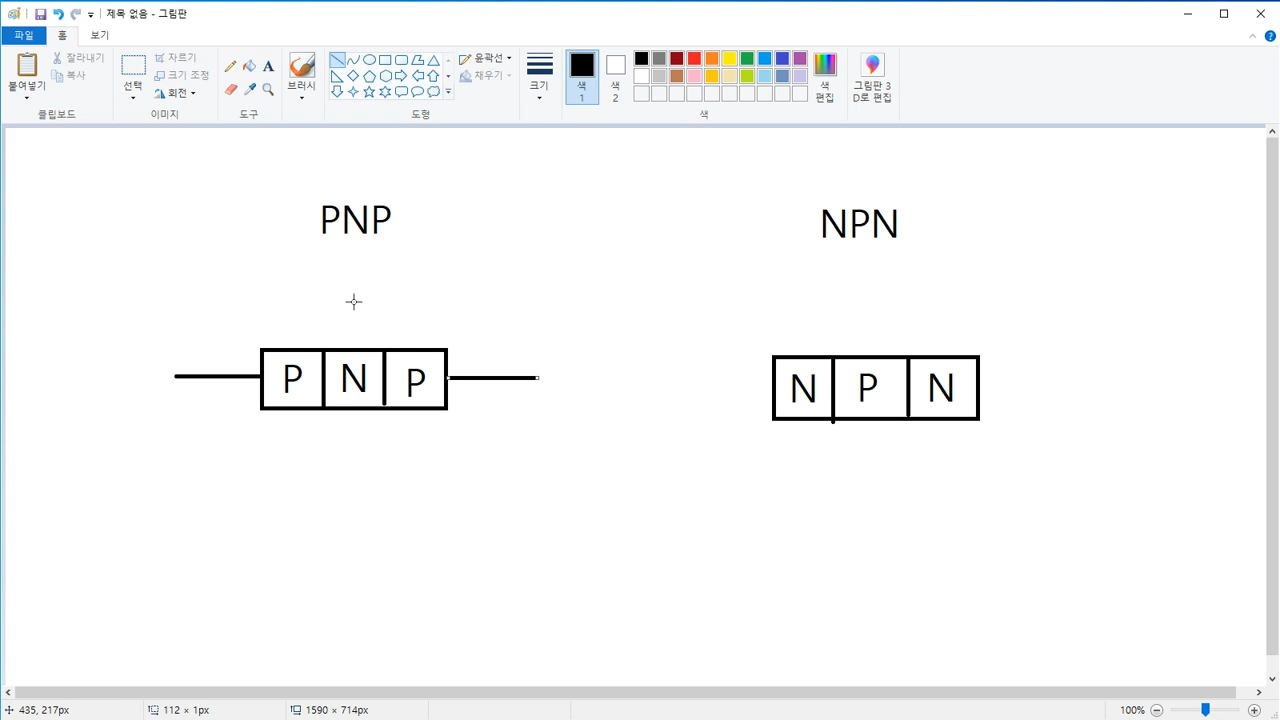 제목 없음 - 그림판
파일 홈 보기
붙여넣기
잘라내기
복사
클립보드
선택
자르기
크기 조정
회전
이미지
A
도구
브러시
윤곽선
채우기
도형
크기
색
1
색
2
색
편집
그림판 3
D로 편집
색
PNP
NPN
P N P
N P N
435, 217px
112 × 1px
1590 × 714px
100%